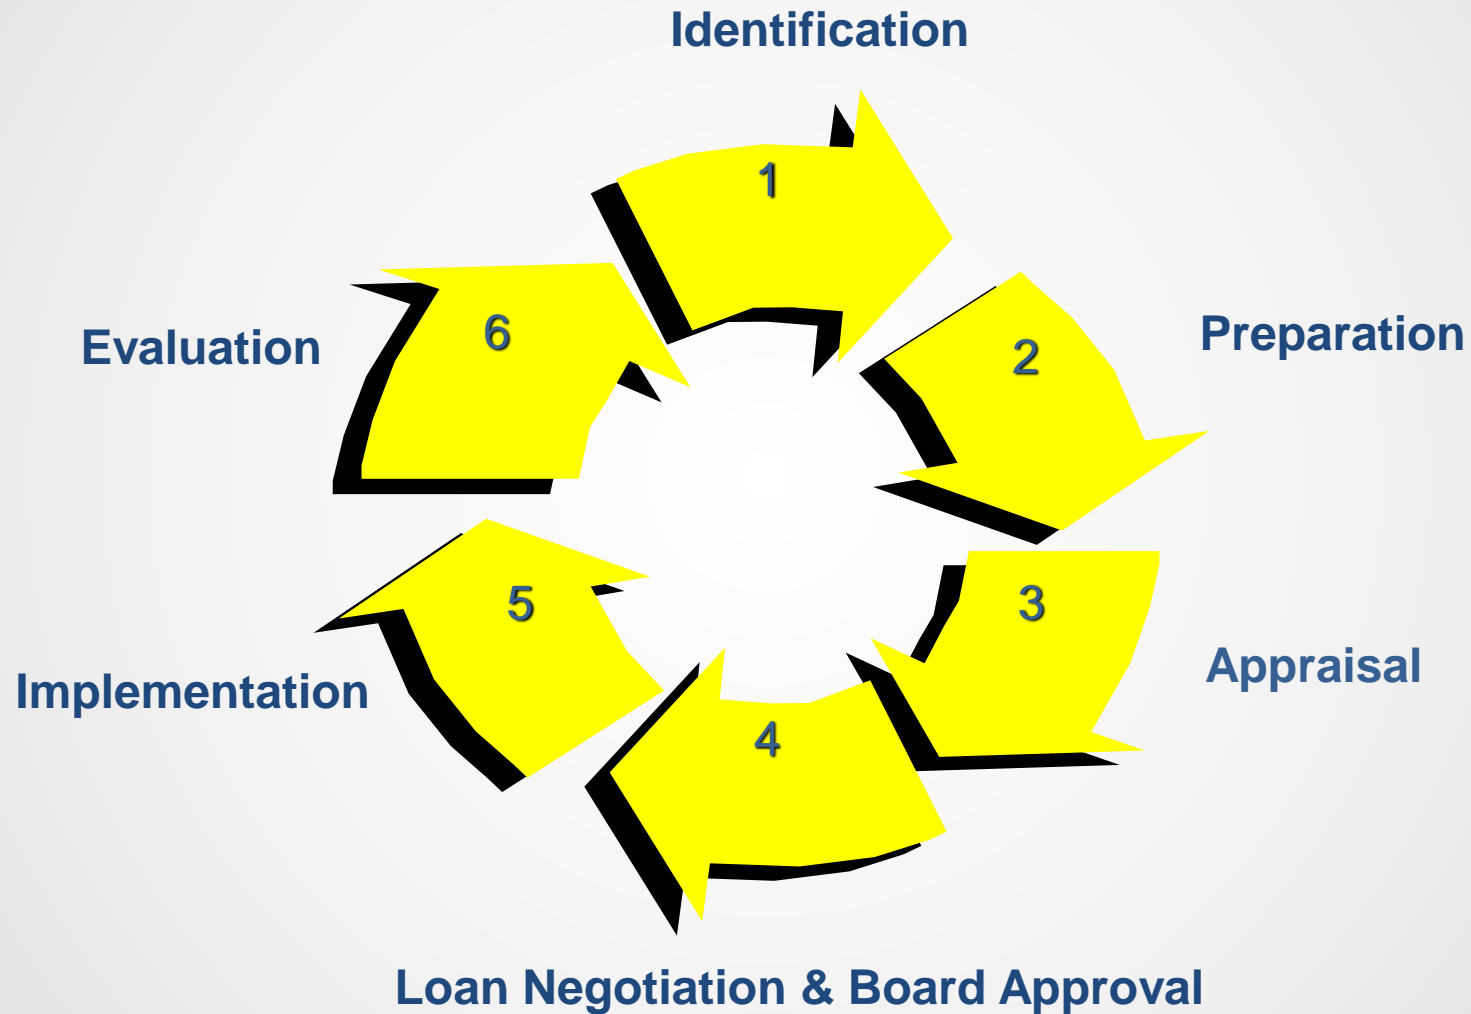 Identification
1
2
Preparation
3
Appraisal
4
Loan Negotiation & Board Approval
5
Implementation
6
Evaluation